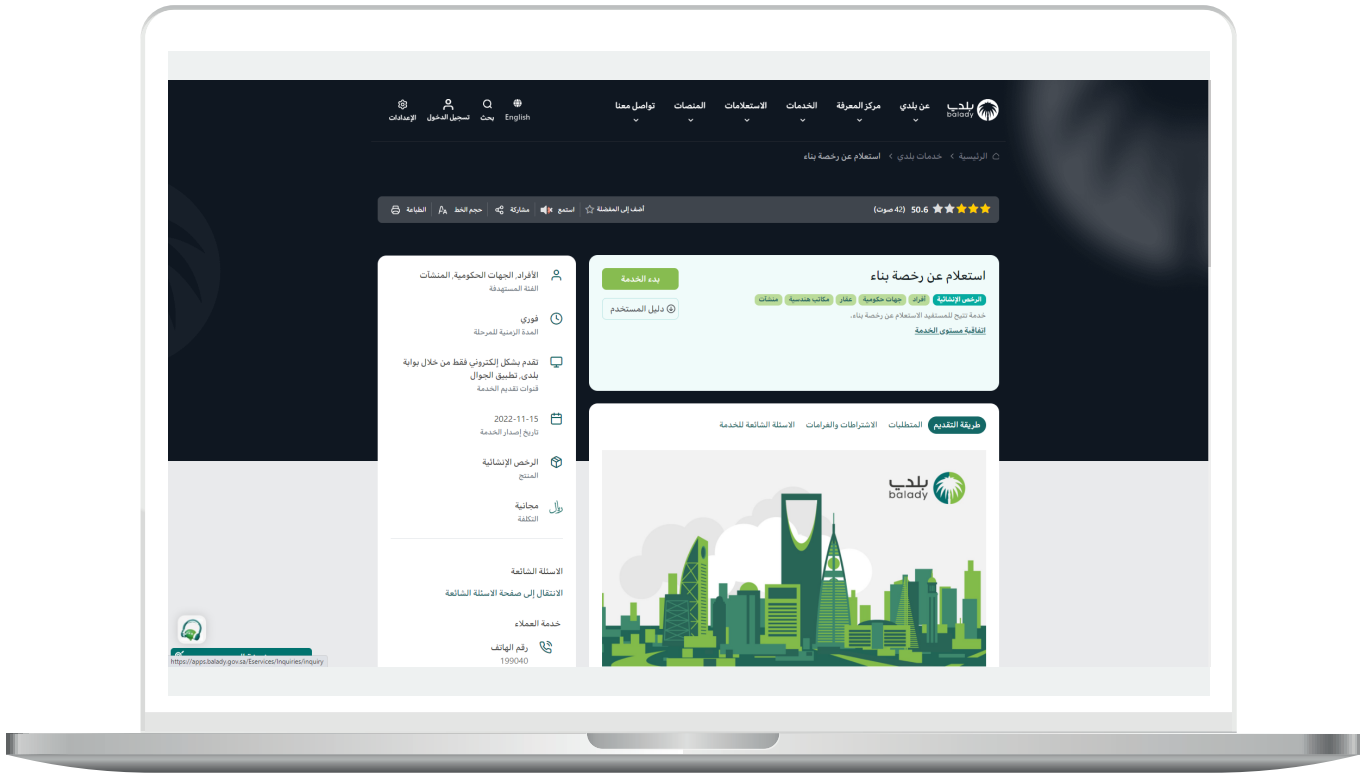 بلدي
balady
عن بلدي
مركز المعرفة
الخدمات
الاستعلامات
المنصات
تواصل معنا
English
بحث
تسجيل الدخول
الإعدادات
الرئيسية > خدمات بلدي > استعلام عن رخصة بناء
50.6 (42 صوت)
أضف إلى المفضلة
استمع
مشاركة
حجم الخط
الطباعة
استعلام عن رخصة بناء
بدء الخدمة
الرخص الإنشائية
أفراد
جهات حكومية
عقار
مكاتب هندسية
منشآت
دليل المستخدم
خدمة تتيح للمستفيد الاستعلام عن رخصة بناء.
اتفاقية مستوى الخدمة
طريقة التقديم
المتطلبات
الاشتراطات والغرامات
الاسئلة الشائعة للخدمة
بلدي
balady
الأفراد, الجهات الحكومية, المنشآت
الفئة المستهدفة
فوري
المدة الزمنية للمرحلة
تقدم بشكل إلكتروني فقط من خلال بوابة
بلدي, تطبيق الجوال
قنوات تقديم الخدمة
2022-11-15
تاريخ إصدار الخدمة
الرخص الإنشائية
المنتج
ريال
مجانية
التكلفة
الاسئلة الشائعة
الانتقال إلى صفحة الاسئلة الشائعة
خدمة العملاء
رقم الهاتف
199040
https://apps.balady.gov.sa/Eservices/Inquiries/inquiry